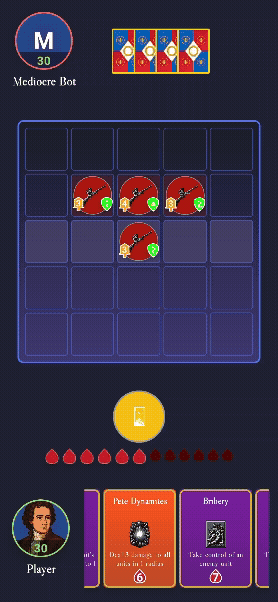 M
30
Mediocre Bot
30
Player
Pete Dynamites
Deal 3 damage to all
units in 1 radius
6
Bribery
Take control of an
enemy unit
7